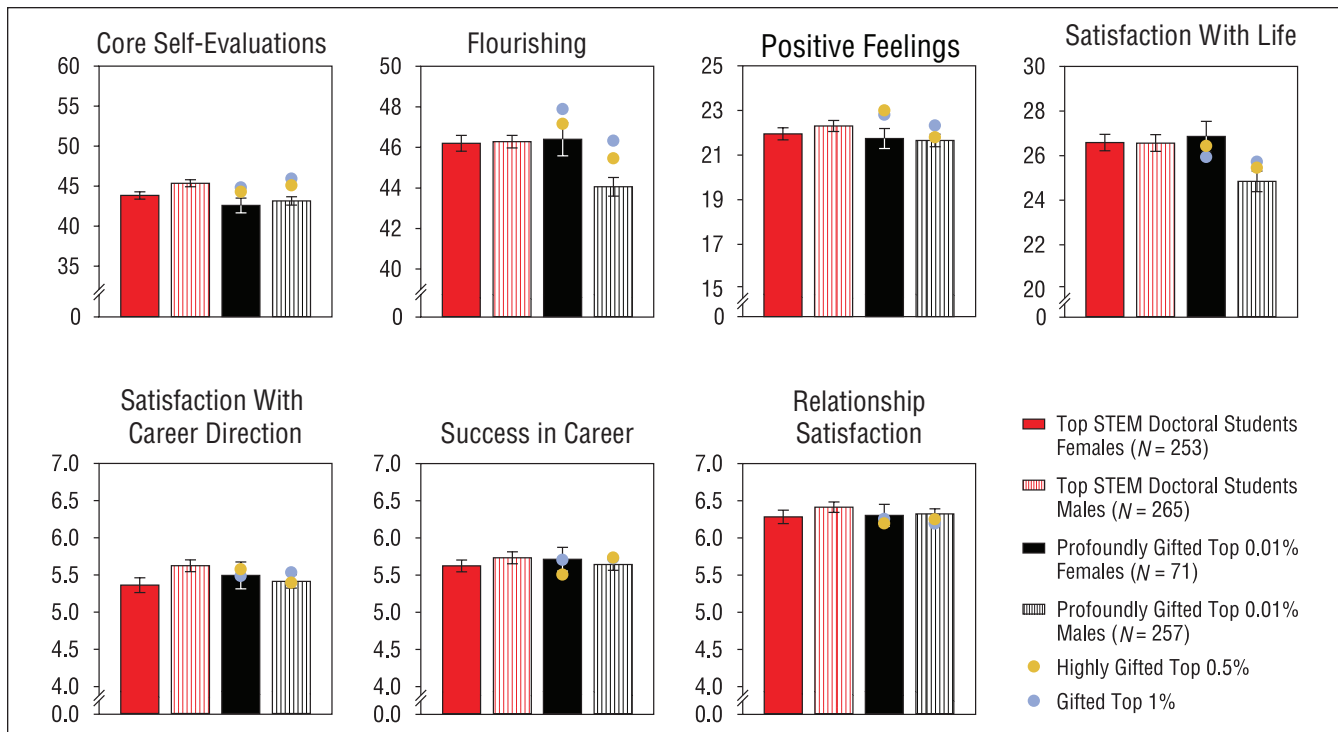 Core Self-Evaluations
60
55
50
45
40
35
0
Flourishing
50
48
46
44
42
40
0
Positive Feelings
25
23
21
19
17
15
0
Satisfaction With Life
30
28
26
24
22
20
0
Satisfaction With
Career Direction
7.0
6.5
6.0
5.5
5.0
4.5
4.0
0.0
Success in Career
7.0
6.5
6.0
5.5
5.0
4.5
4.0
0.0
Relationship
Satisfaction
7.0
6.5
6.0
5.5
5.0
4.5
4.0
0.0
Top STEM Doctoral Students
Females (N = 253)
Top STEM Doctoral Students
Males (N = 265)
Profoundly Gifted Top 0.01%
Females (N = 71)
Profoundly Gifted Top 0.01%
Males (N = 257)
Highly Gifted Top 0.5%
Gifted Top 1%